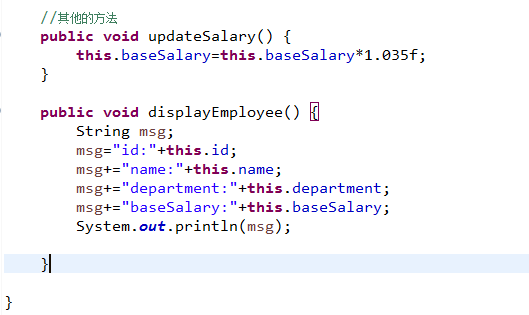 //其他的方法
public void updateSalary() {
this.baseSalary=this.baseSalary*1.035f;
}
public void displayEmployee() {
String msg;
msg="id:"+this.id;
msg+="name:"+this.name;
msg+="department:"+this.department;
msg+="baseSalary:"+this.baseSalary;
System.out.println(msg);
}
}